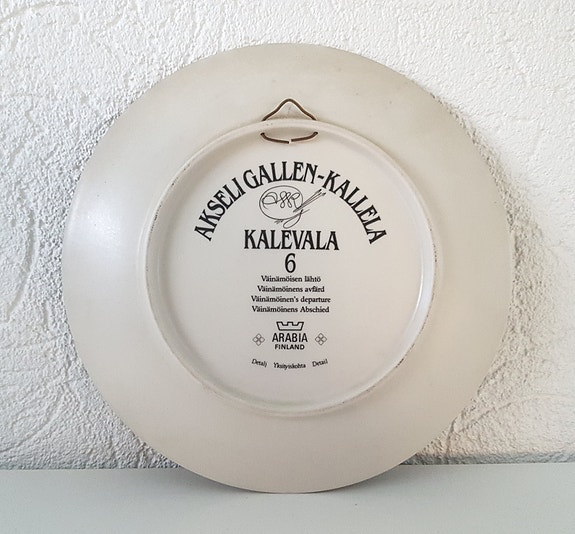 AKSELI GALLEN-KALLELA
KALEVALA
6
Väinämöisen lähtö
Väinämöinens avfärd
Väinämöinen's departure
Väinämöinens Abschied
ARABIA
FINLAND
Detalj Yksityiskohta Detail